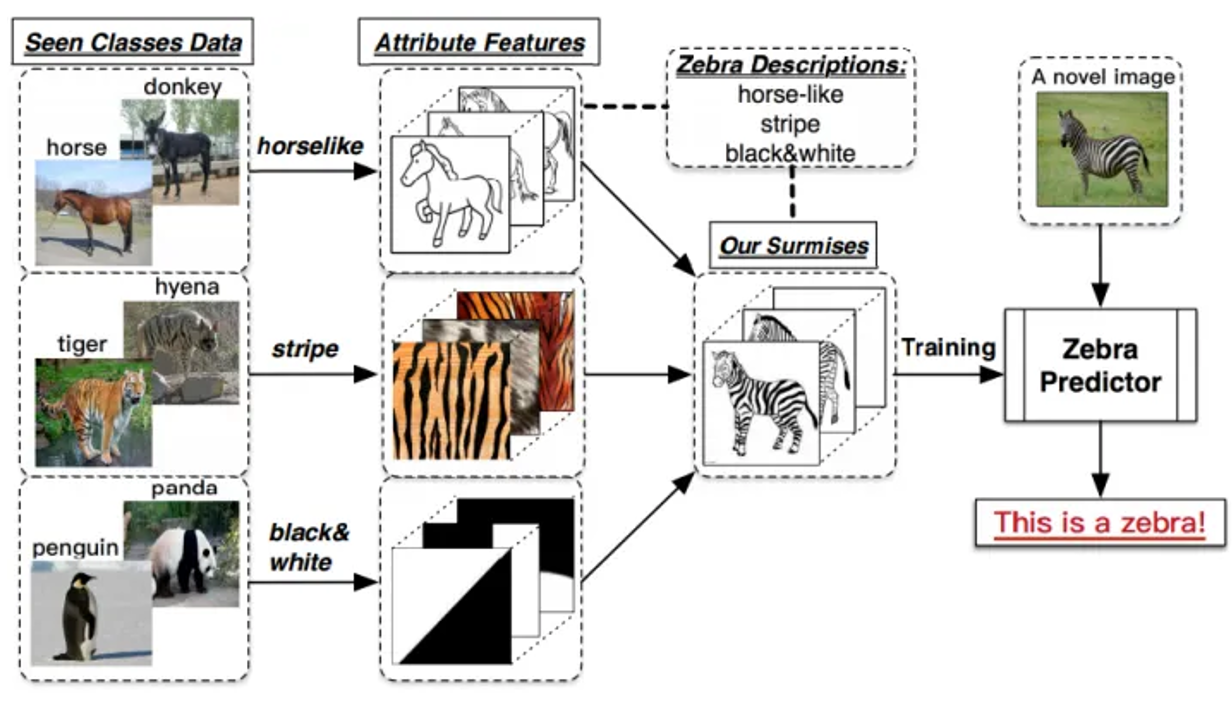 Seen Classes Data
donkey
horse
horselike
hyena
tiger
stripe
panda
penguin
black&
white
Attribute Features
Zebra Descriptions:
horse-like
stripe
black&white
Our Surmises
Training
A novel image
Zebra
Predictor
This is a zebra!